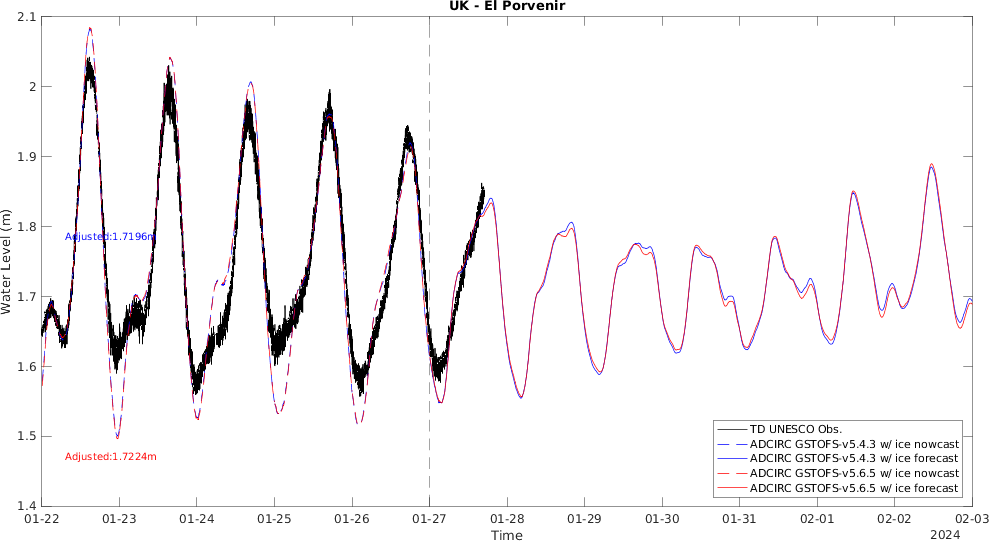 UK - El Porvenir
2.1
2
1.9
1.8
1.7
1.6
1.5
1.4
Water Level (m)
Adjusted:1.7196m
Adjusted:1.7224m
TD UNESCO Obs.
ADCIRC GSTOFS-v5.4.3 w/ ice nowcast
ADCIRC GSTOFS-v5.4.3 w/ ice forecast
ADCIRC GSTOFS-v5.6.5 w/ ice nowcast
ADCIRC GSTOFS-v5.6.5 w/ ice forecast
01-22 01-23 01-24 01-25 01-26 01-27 01-28 01-29 01-30 01-31 02-01 02-02 02-03
Time
2024